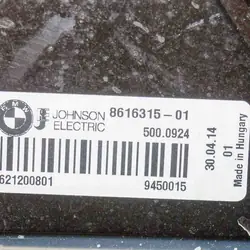 BMW
JOHNSON ELECTRIC
8616315-01
500.0924
621200801
9450015
30.04.14
01
Made in Hungary